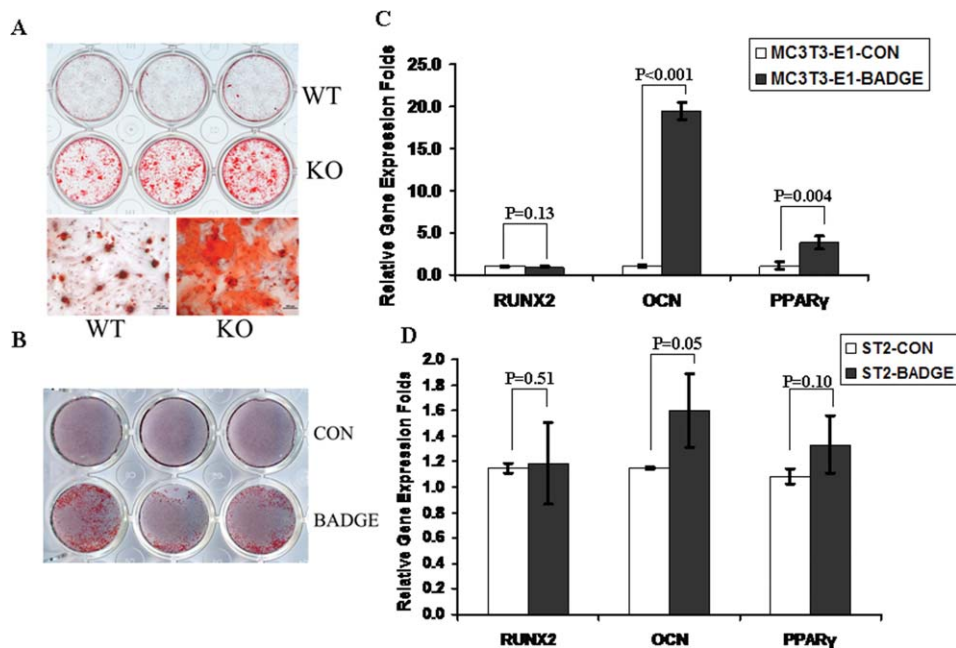 A
WT
KO
WT KO
B
CON
BADGE
C
MC3T3-E1-CON
MC3T3-E1-BADGE
Relative Gene Expression Folds
25.0
20.0
15.0
10.0
5.0
0.0
P=0.13
P<0.001
P=0.004
RUNX2 OCN PPARγ
D
ST2-CON
ST2-BADGE
Relative Gene Expression Folds
2.0
1.8
1.6
1.4
1.2
1.0
0.8
0.6
0.4
0.2
0.0
P=0.51
P=0.05
P=0.10
RUNX2 OCN PPARγ